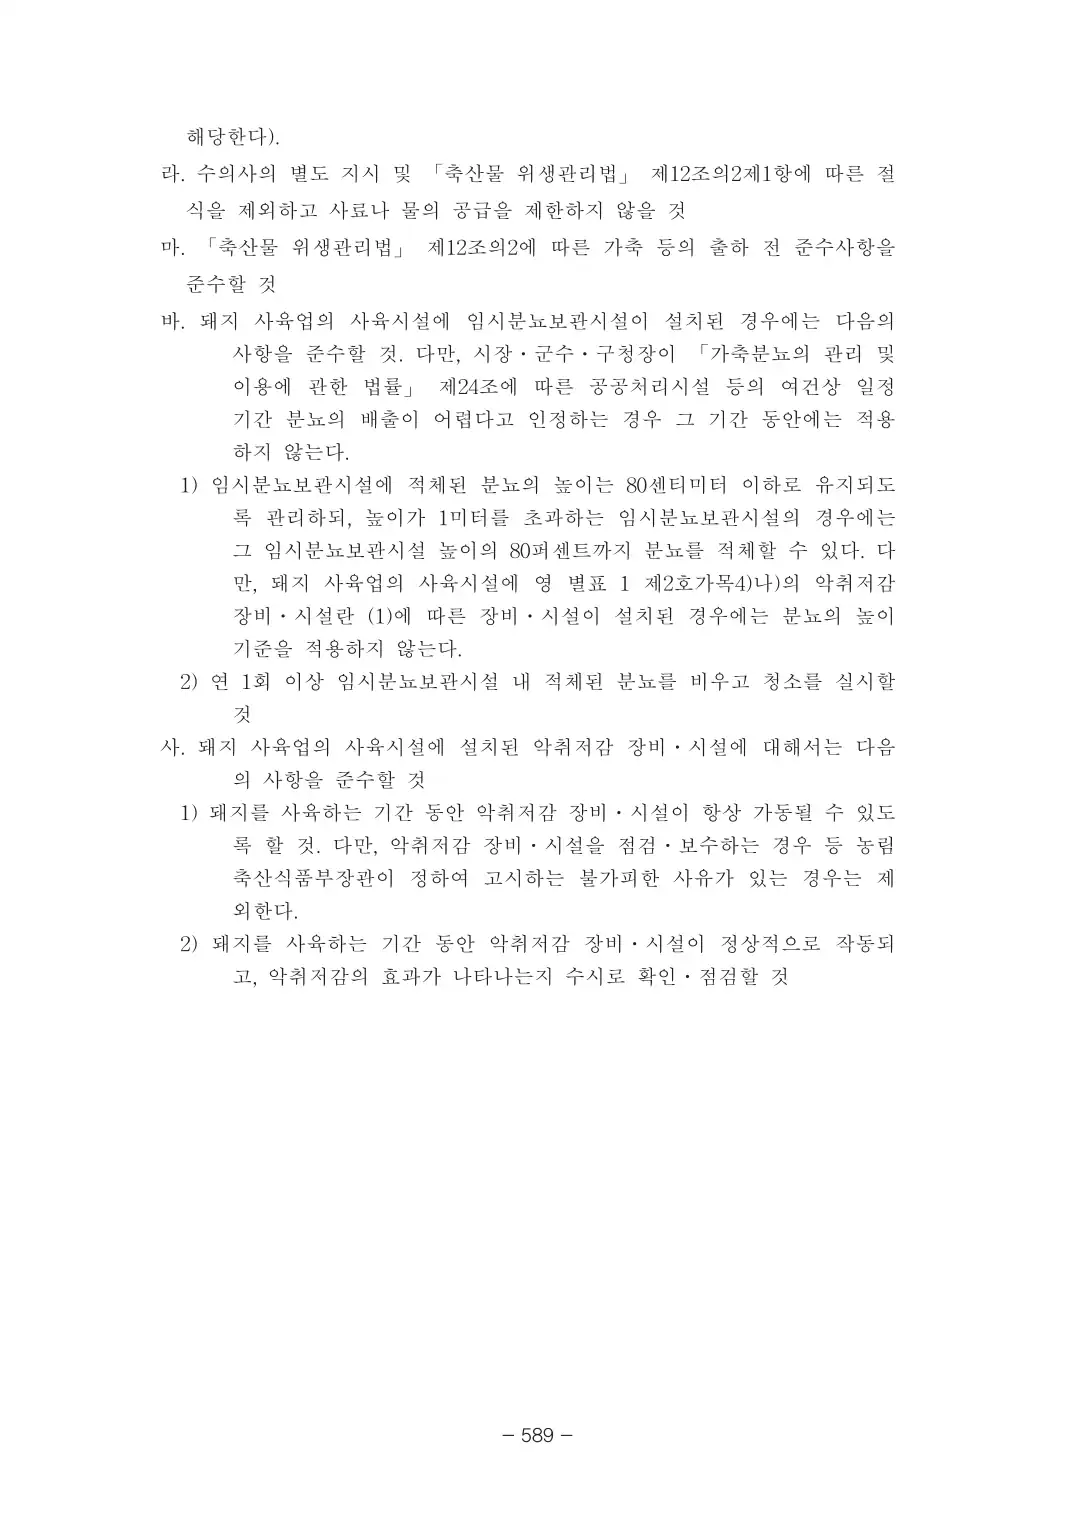 해당한다).
라. 수의사의 별도 지시 및 「축산물 위생관리법」 제12조의2제1항에 따른 절
식을 제외하고 사료나 물의 공급을 제한하지 않을 것
마. 「축산물 위생관리법」 제12조의2에 따른 가축 등의 출하 전 준수사항을
준수할 것
바. 돼지 사육업의 사육시설에 임시분뇨보관시설이 설치된 경우에는 다음의
사항을 준수할 것. 다만, 시장・군수・구청장이 「가축분뇨의 관리 및
이용에 관한 법률」 제24조에 따른 공공처리시설 등의 여건상 일정
기간 분뇨의 배출이 어렵다고 인정하는 경우 그 기간 동안에는 적용
하지 않는다.
1) 임시분뇨보관시설에 적체된 분뇨의 높이는 80센티미터 이하로 유지되도
록 관리하되, 높이가 1미터를 초과하는 임시분뇨보관시설의 경우에는
그 임시분뇨보관시설 높이의 80퍼센트까지 분뇨를 적체할 수 있다. 다
만, 돼지 사육업의 사육시설에 영 별표 1 제2호가목4)나)의 악취저감
장비・시설란 (1)에 따른 장비・시설이 설치된 경우에는 분뇨의 높이
기준을 적용하지 않는다.
2) 연 1회 이상 임시분뇨보관시설 내 적체된 분뇨를 비우고 청소를 실시할
것
사. 돼지 사육업의 사육시설에 설치된 악취저감 장비・시설에 대해서는 다음
의 사항을 준수할 것
1) 돼지를 사육하는 기간 동안 악취저감 장비・시설이 항상 가동될 수 있도
록 할 것. 다만, 악취저감 장비・시설을 점검・보수하는 경우 등 농림
축산식품부장관이 정하여 고시하는 불가피한 사유가 있는 경우는 제
외한다.
2) 돼지를 사육하는 기간 동안 악취저감 장비・시설이 정상적으로 작동되
고, 악취저감의 효과가 나타나는지 수시로 확인・점검할 것
- 589 -